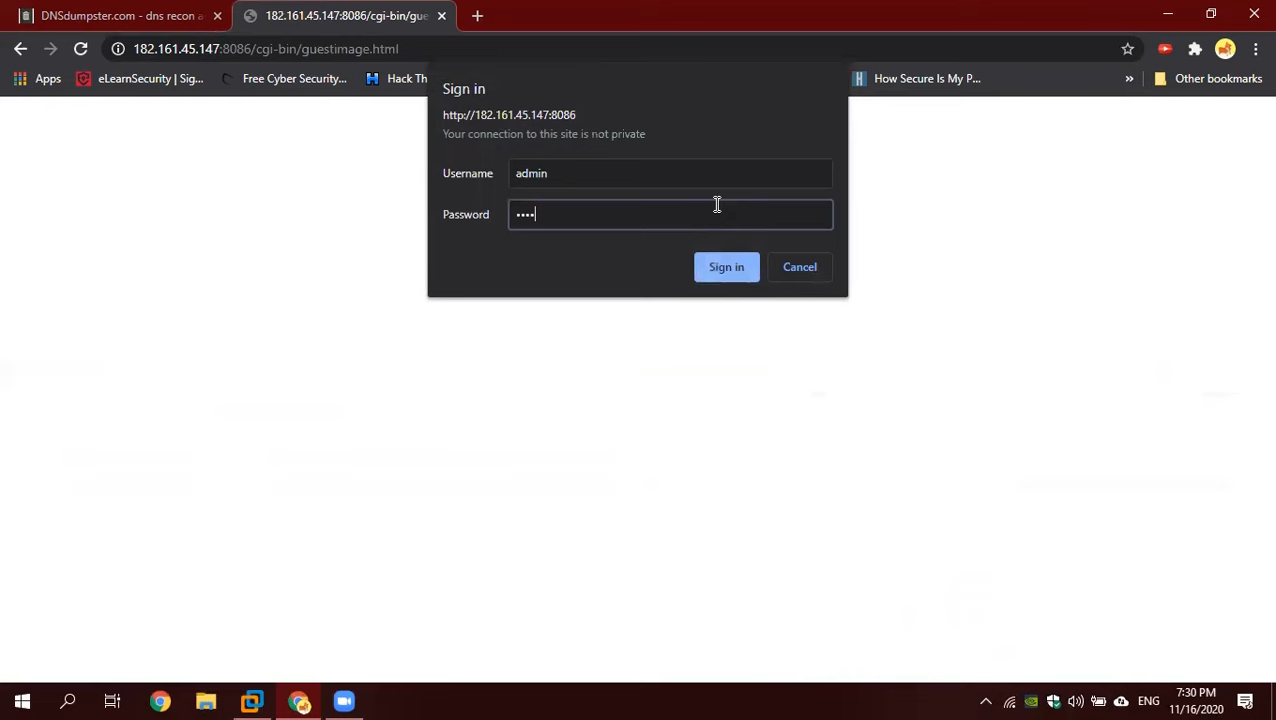 DNSdumpster.com - dns recon a
182.161.45.147:8086/cgi-bin/gue
182.161.45.147:8086/cgi-bin/guestimage.html
Apps
eLearnSecurity | Sig...
Free Cyber Security...
Hack Th
How Secure Is My P...
»
Other bookmarks
Sign in
http://182.161.45.147:8086
Your connection to this site is not private
Username
admin
Password
••••
Sign in
Cancel
ENG
7:30 PM
11/16/2020